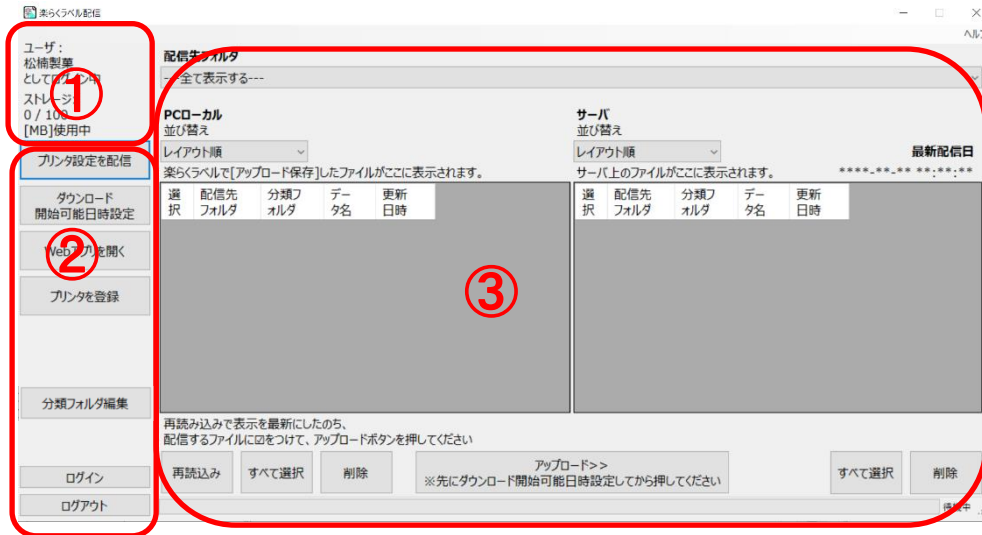 楽らくラベル配信
ヘル
ユーザ：
松楠製菓
としてログイン中
ストレージ:
0 / 100
[MB]使用中
①
プリンタ設定を配信
ダウンロード
開始可能日時設定
Webアプリを開く
②
プリンタを登録
分類フォルダ編集
ログイン
ログアウト
配信先フォルダ
---全て表示する---
PCローカル
並び替え
レイアウト順
楽らくラベルで[アップロード保存]したファイルがここに表示されます。
選択 配信先フォルダ 分類フォルダ データ名 更新日時
サーバ
並び替え
レイアウト順
最新配信日
サーバ上のファイルがここに表示されます。 ****-**-** **:**:**
選択 配信先フォルダ 分類フォルダ データ名 更新日時
③
再読み込みで表示を最新にしたのち、
配信するファイルに☑をつけて、アップロードボタンを押してください
再読込み すべて選択 削除
アップロード>>
※先にダウンロード開始可能日時設定してから押してください
すべて選択 削除